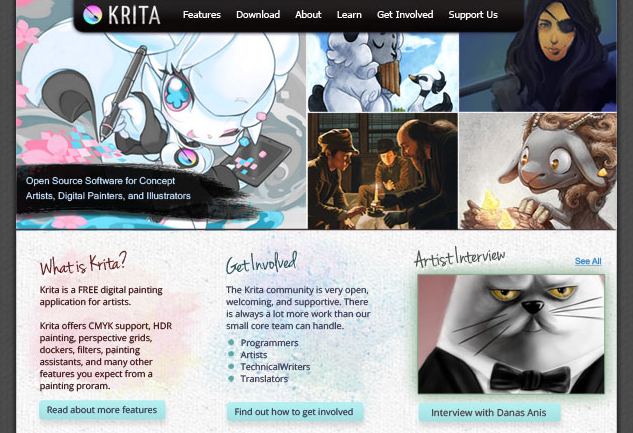 KRITA
Features Download About Learn Get Involved Support Us
Open Source Software for Concept
Artists, Digital Painters, and Illustrators
What is Krita?
Krita is a FREE digital painting
application for artists.
Krita offers CMYK support, HDR
painting, perspective grids,
dockers, filters, painting
assistants, and many other
features you expect from a
painting proram.
Read about more features
Get Involved
The Krita community is very open,
welcoming, and supportive. There
is always a lot more work than our
small core team can handle.
Programmers
Artists
TechnicalWriters
Translators
Find out how to get involved
Artist Interview
See All
Interview with Danas Anis